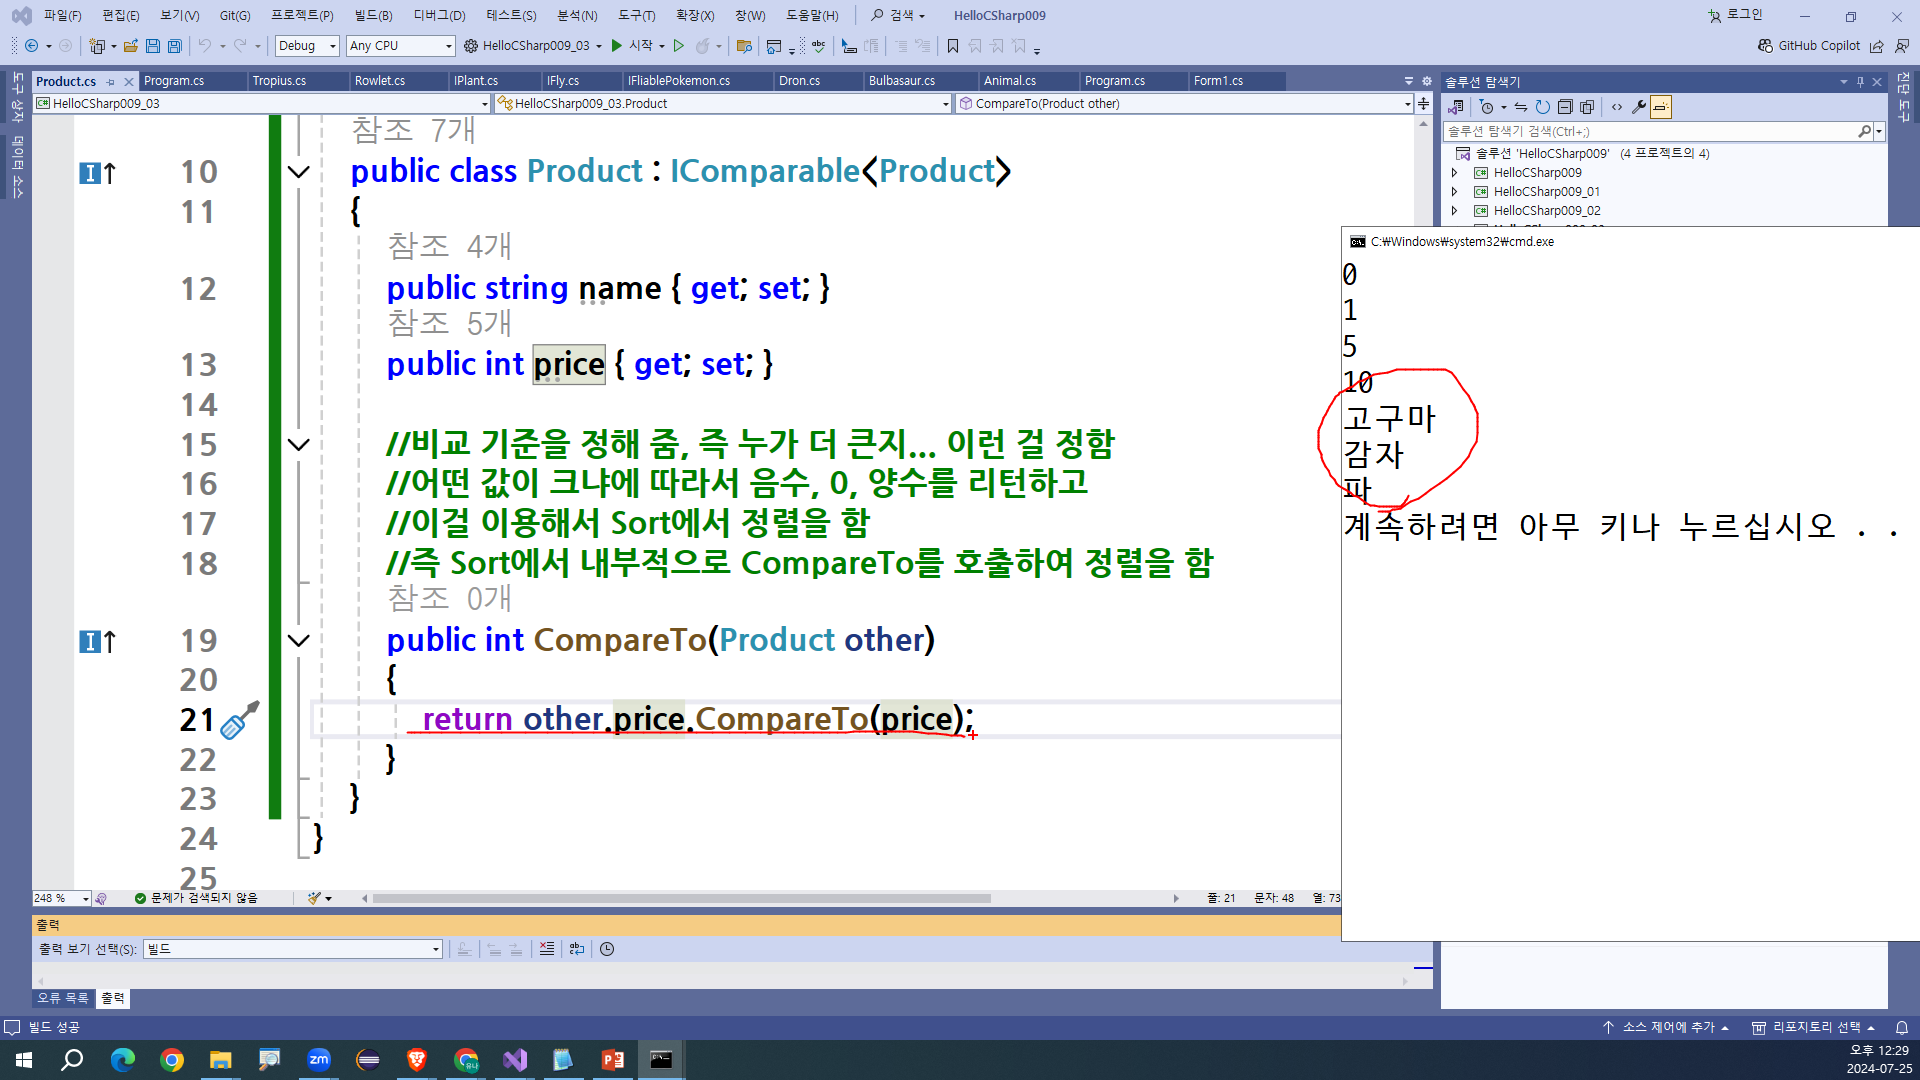 파일(F) 편집(E) 보기(V) Git(G) 프로젝트(P) 빌드(B) 디버그(D) 테스트(S) 분석(N) 도구(T) 확장(X) 창(W) 도움말(H) 검색 HelloCSharp009 로그인
Debug Any CPU HelloCSharp009_03 시작 GitHub Copilot
Product.cs Program.cs Tropius.cs Rowlet.cs IPlant.cs IFly.cs IFliablePokemon.cs Dron.cs Bulbasaur.cs Animal.cs Program.cs Form1.cs
HelloCSharp009_03 HelloCSharp009_03.Product CompareTo(Product other)
도구 상자
데이터 소스
참조 7개
10 public class Product : IComparable<Product>
11 {
참조 4개
12 public string name { get; set; }
참조 5개
13 public int price { get; set; }
14
15 //비교 기준을 정해 줌, 즉 누가 더 큰지... 이런 걸 정함
16 //어떤 값이 크냐에 따라서 음수, 0, 양수를 리턴하고
17 //이걸 이용해서 Sort에서 정렬을 함
18 //즉 Sort에서 내부적으로 CompareTo를 호출하여 정렬을 함
참조 0개
19 public int CompareTo(Product other)
20 {
21 return other.price.CompareTo(price);
22 }
23 }
24 }
25
248 % 문제가 검색되지 않음 줄: 21 문자: 48 열: 73
출력
출력 보기 선택(S): 빌드
오류 목록 출력
솔루션 탐색기
솔루션 탐색기 검색(Ctrl+;)
솔루션 'HelloCSharp009' (4 프로젝트의 4)
HelloCSharp009
HelloCSharp009_01
HelloCSharp009_02
진단 도구
C:₩Windows₩system32₩cmd.exe
0
1
5
10
고구마
감자
파
계속하려면 아무 키나 누르십시오 . .
빌드 성공 소스 제어에 추가 리포지토리 선택
zm
유나
오후 12:29
2024-07-25